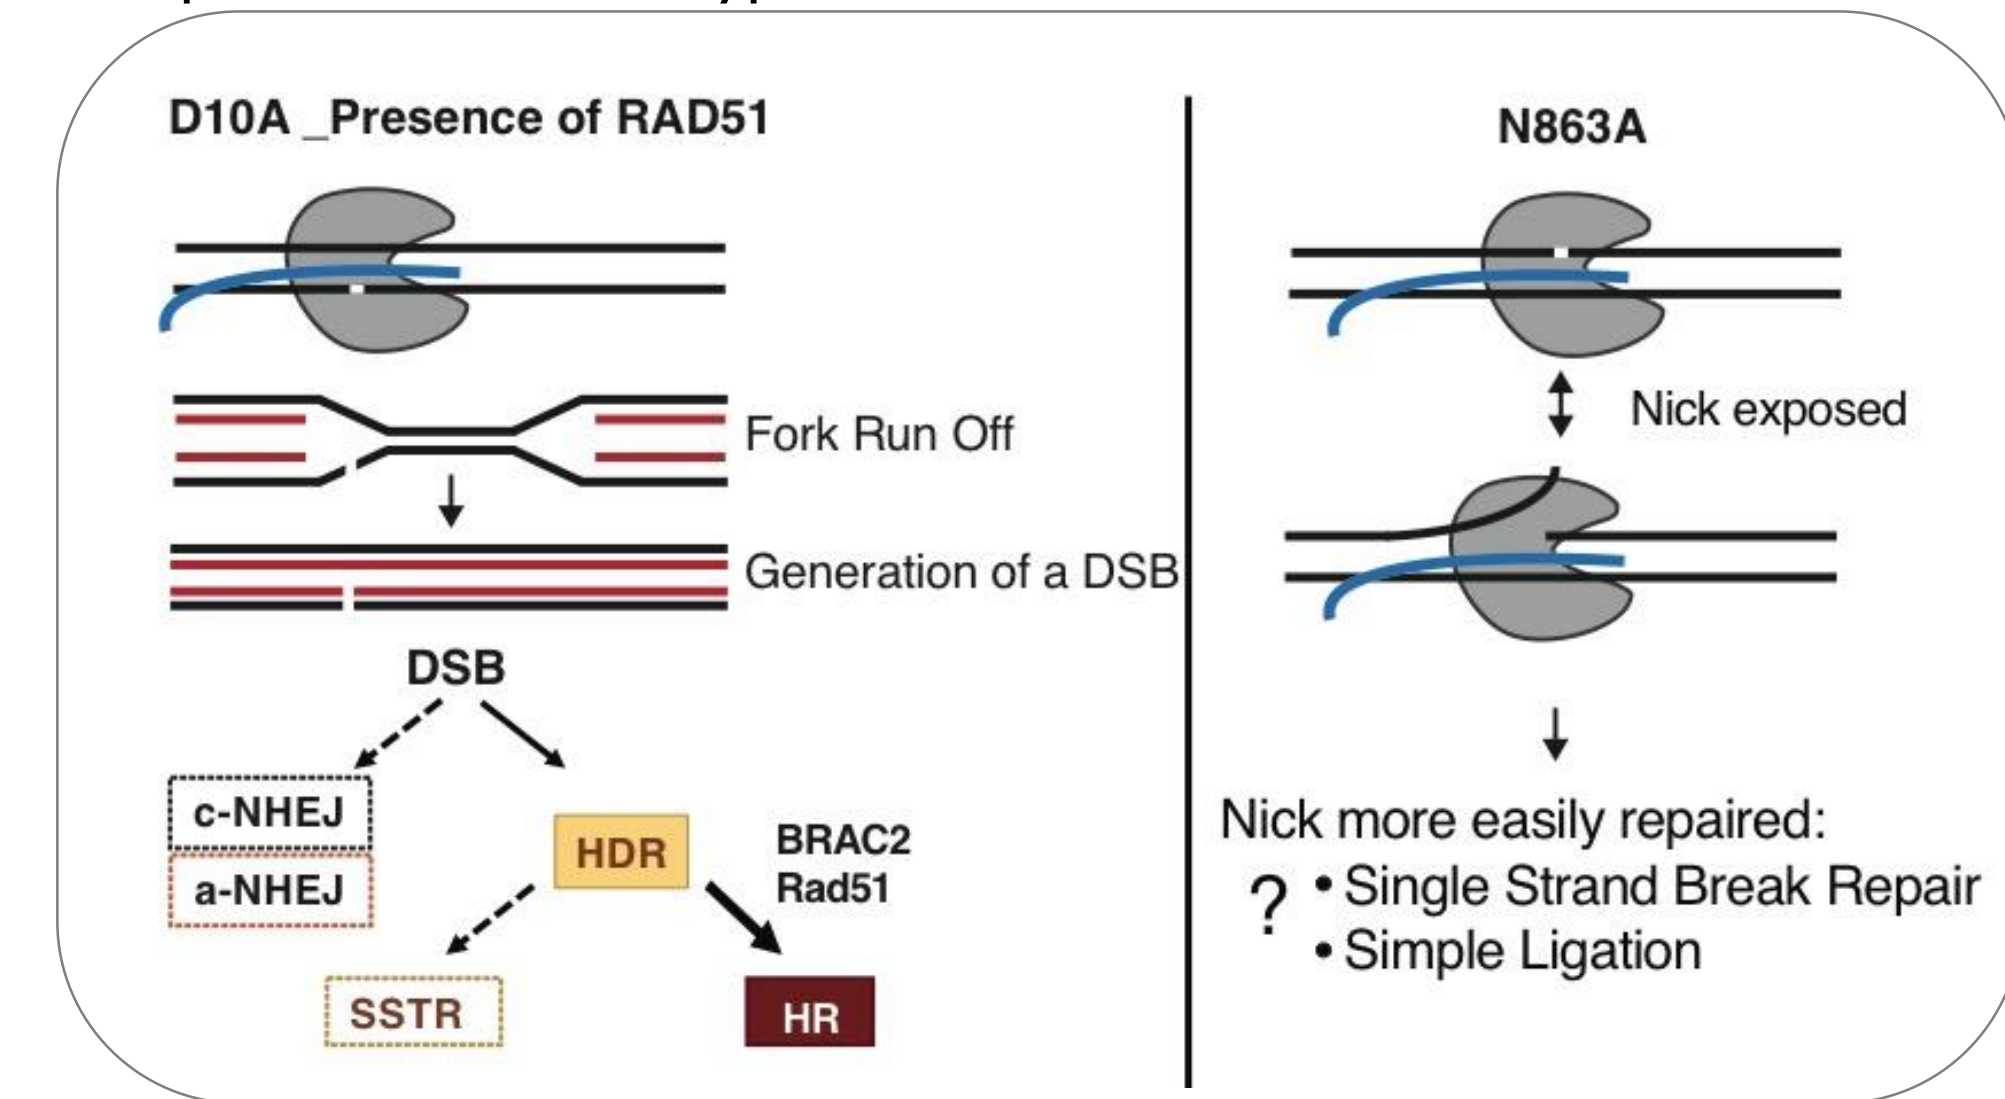 D10A _Presence of RAD51
Fork Run Off
Generation of a DSB
DSB
c-NHEJ
a-NHEJ
HDR
BRAC2
Rad51
SSTR
HR
N863A
Nick exposed
Nick more easily repaired:
? • Single Strand Break Repair
• Simple Ligation